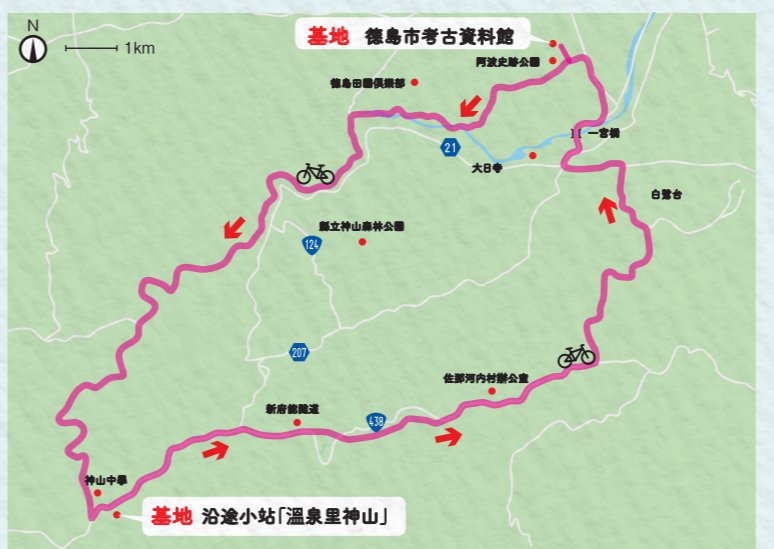 N
1km
基地 德島市考古資料館
阿波史跡公園
德島田園俱樂部
21
一宮橋
大日寺
白鷺台
縣立神山森林公園
124
207
佐那河内村辦公室
新府能隧道
438
神山中學
基地 沿途小站「溫泉里神山」